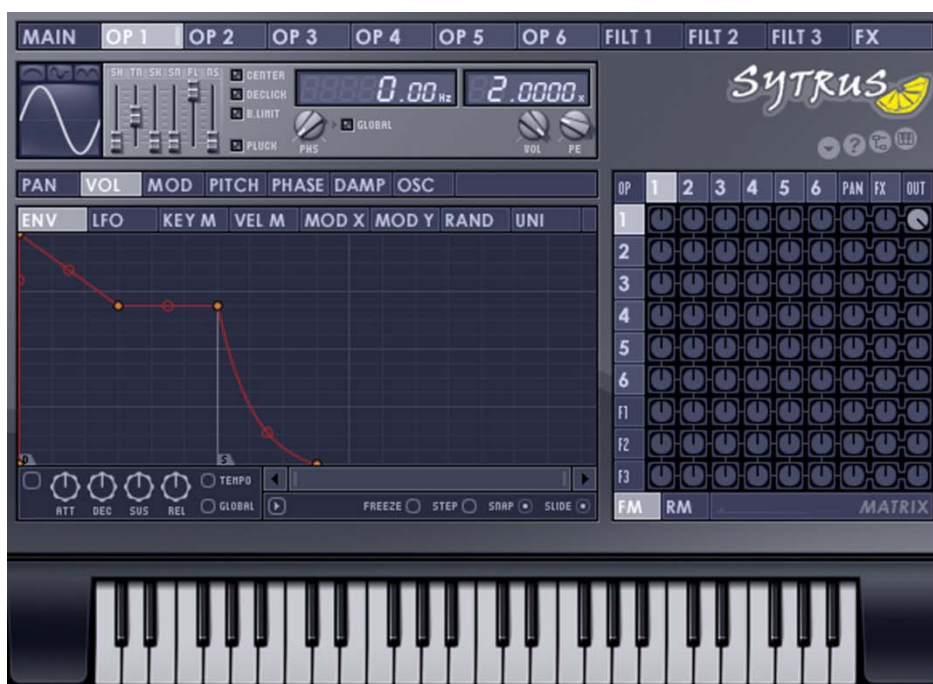 MAIN OP 1 OP 2 OP 3 OP 4 OP 5 OP 6 FILT 1 FILT 2 FILT 3 FX
SH TN SK SN FL NS
CENTER
DECLICK
B.LIMIT
PLUCK
0.00 Hz 2.0000 x
GLOBAL
PHS VOL PE
SYTRUS
?
PAN VOL MOD PITCH PHASE DAMP OSC
ENV LFO KEY M VEL M MOD X MOD Y RAND UNI
D S
TEMPO
GLOBAL
ATT DEC SUS REL
FREEZE STEP SNAP SLIDE
OP 1 2 3 4 5 6 PAN FX OUT
1
2
3
4
5
6
F1
F2
F3
FM RM MATRIX